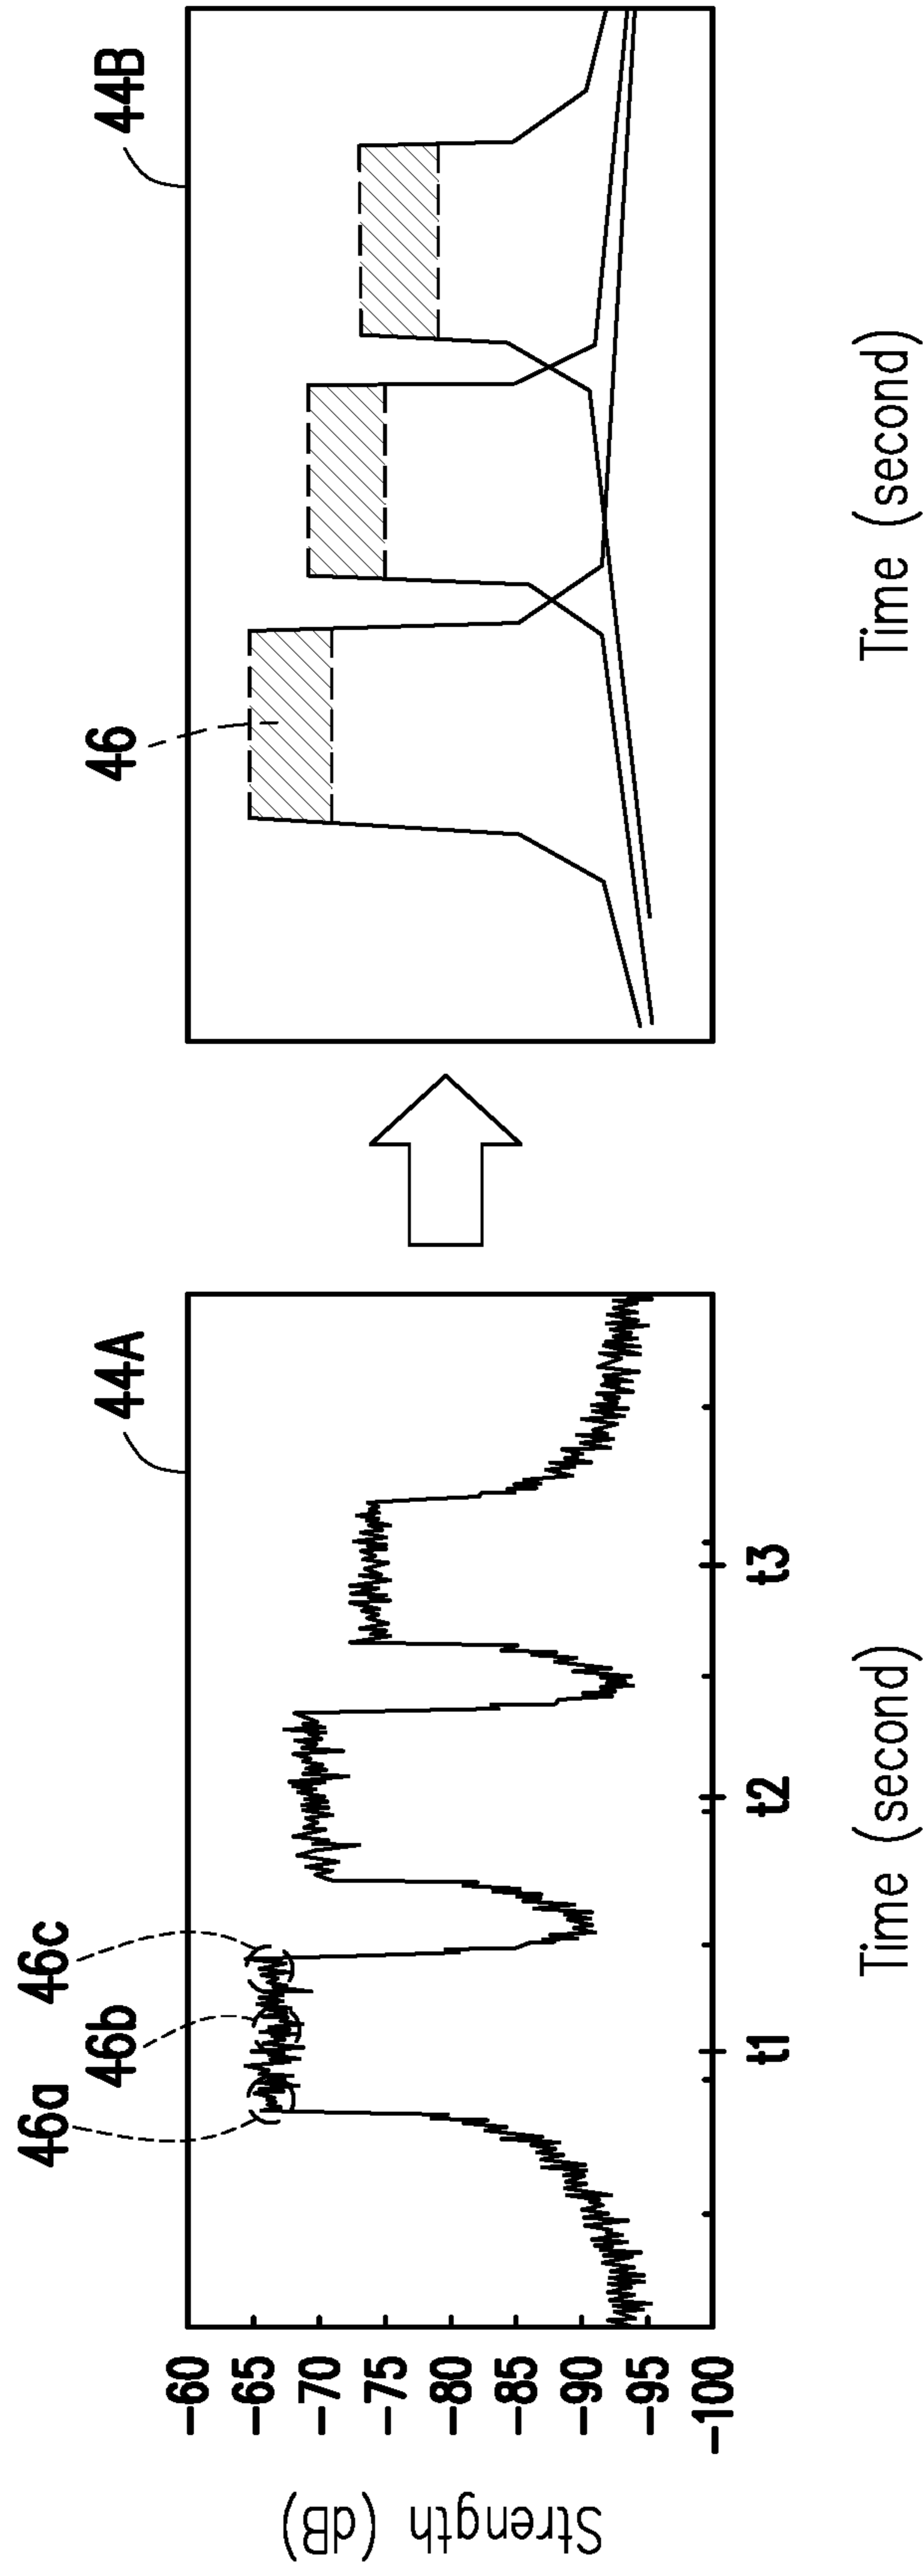 44A
44B
46a
46b
46c
46
-60
-65
-70
-75
-80
-85
-90
-95
-100
Strength (dB)
t1
t2
t3
Time (second)
Time (second)